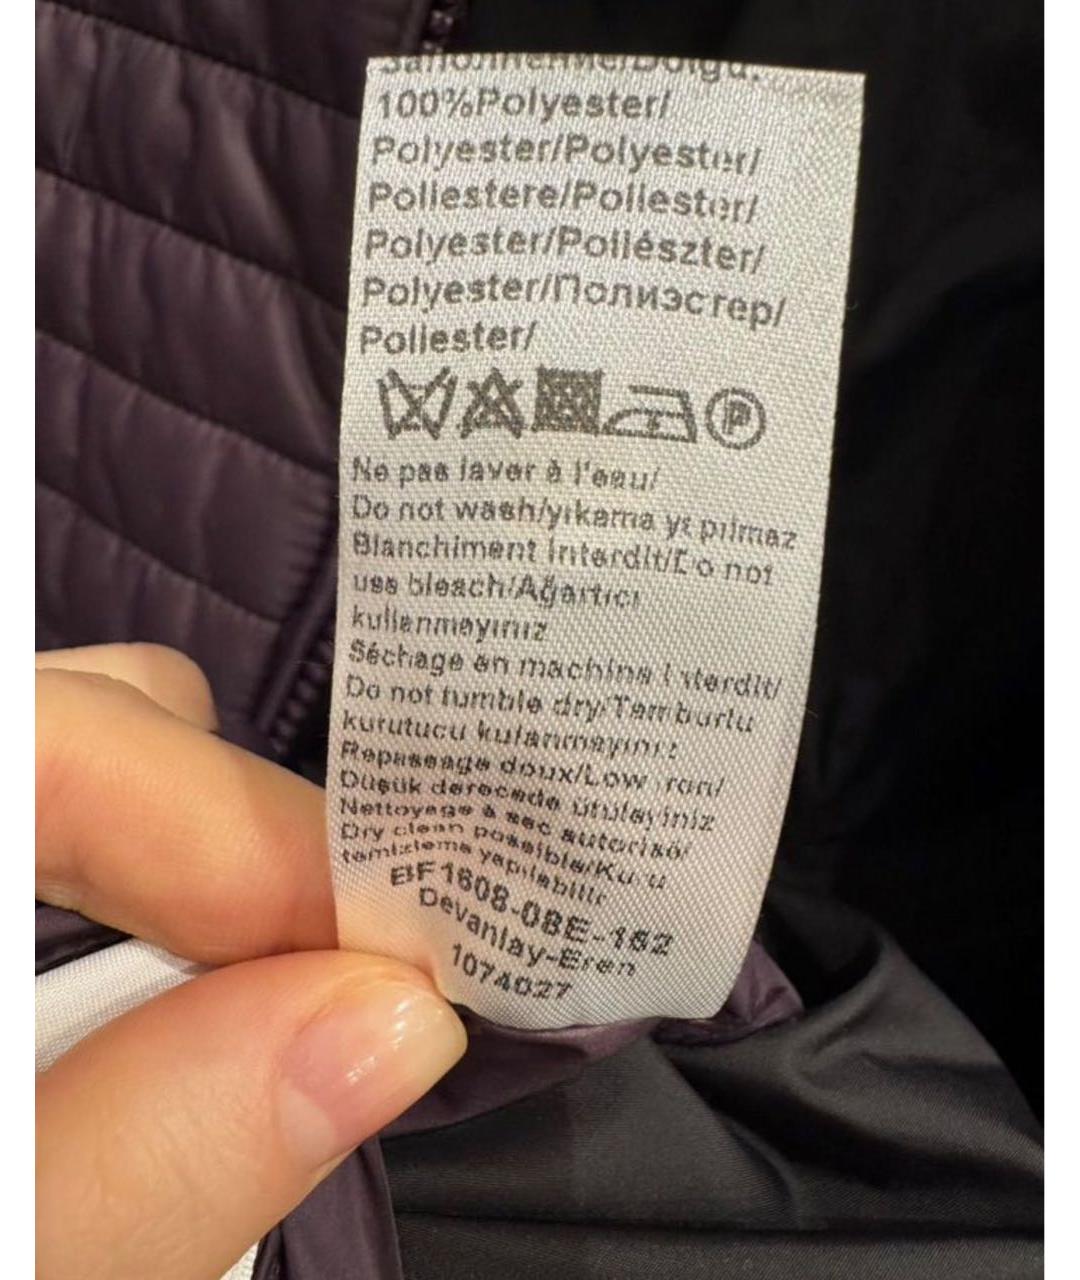 100%Polyester/
Polyester/Polyester/
Poliestere/Poliester/
Polyester/Poliészter/
Polyester/Полиэстер/
Poliester/
P
Ne pas laver à l'eau/
Do not wash/yıkama yapılmaz
Blanchiment interdit/Do not
use bleach/Ağartıcı
kullanmayınız
Séchage en machine interdit/
Do not tumble dry/Tamburlu
kurutucu kulanmayınız
Repassage doux/Low iron/
Düşük derecede ütüleyiniz
Nettoyage à sec autorisé/
Dry clean possible/Kuru
temizleme yapılabilir
BF1608-08E-162
Devanlay-Eren
1074027